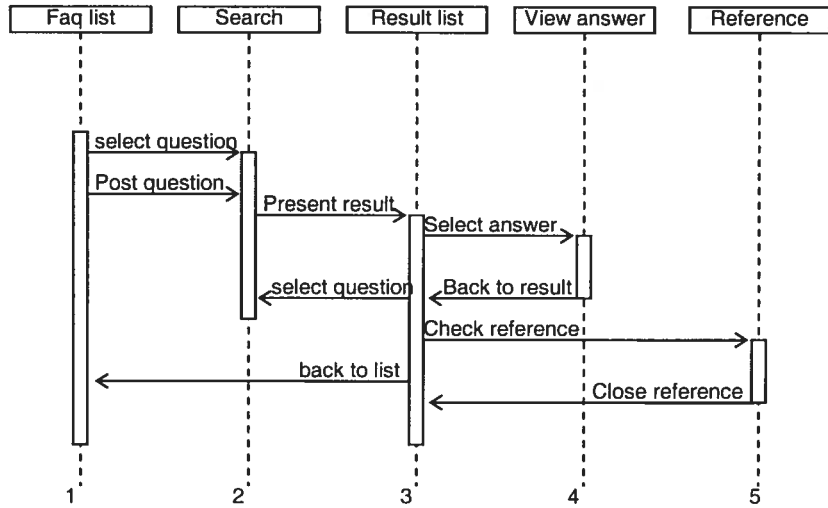 Faq list Search Result list View answer Reference
select question
Post question
Present result
Select answer
select question Back to result
Check reference
back to list
Close reference
1 2 3 4 5